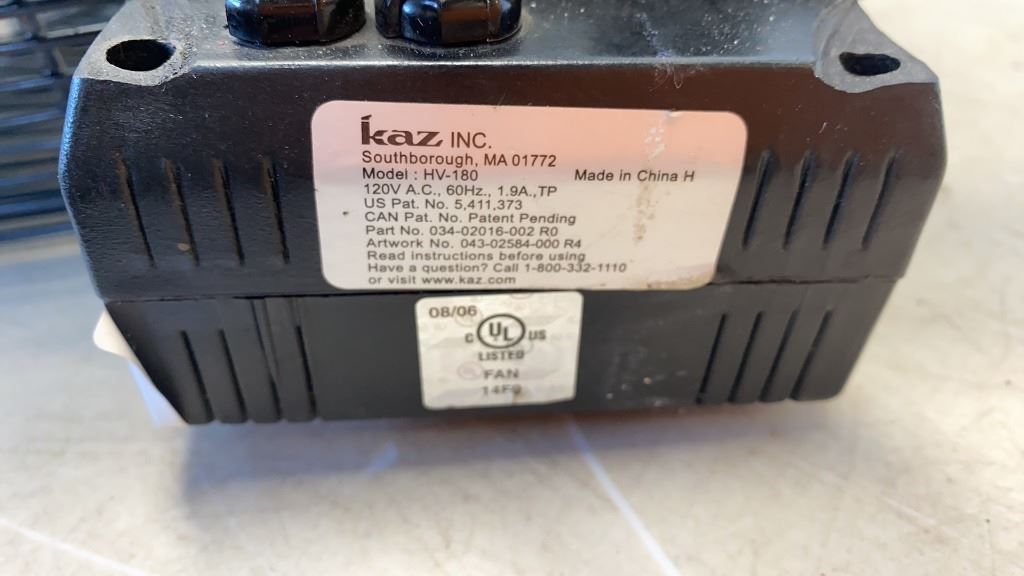 kaz INC.
Southborough, MA 01772
Model : HV-180 Made in China H
120V A.C., 60Hz., 1.9A.,TP
US Pat. No. 5,411,373
CAN Pat. No. Patent Pending
Part No. 034-02016-002 R0
Artwork No. 043-02584-000 R4
Read instructions before using
Have a question? Call 1-800-332-1110
or visit www.kaz.com
08/06
C UL US
LISTED
FAN